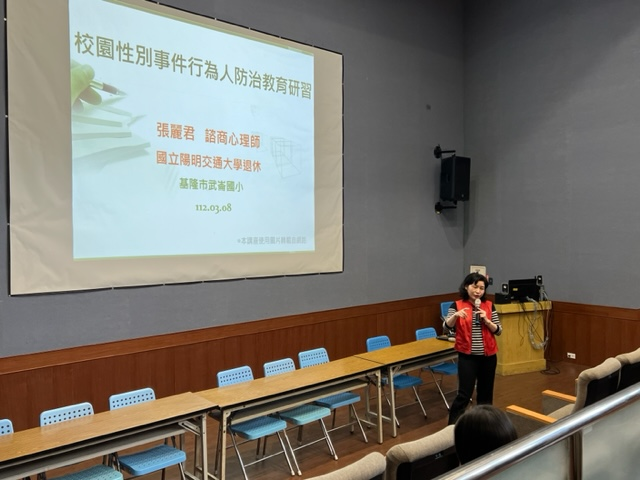 校園性別事件行為人防治教育研習
張麗君 諮商心理師
國立陽明交通大學退休
基隆市武崙國小
112.03.08